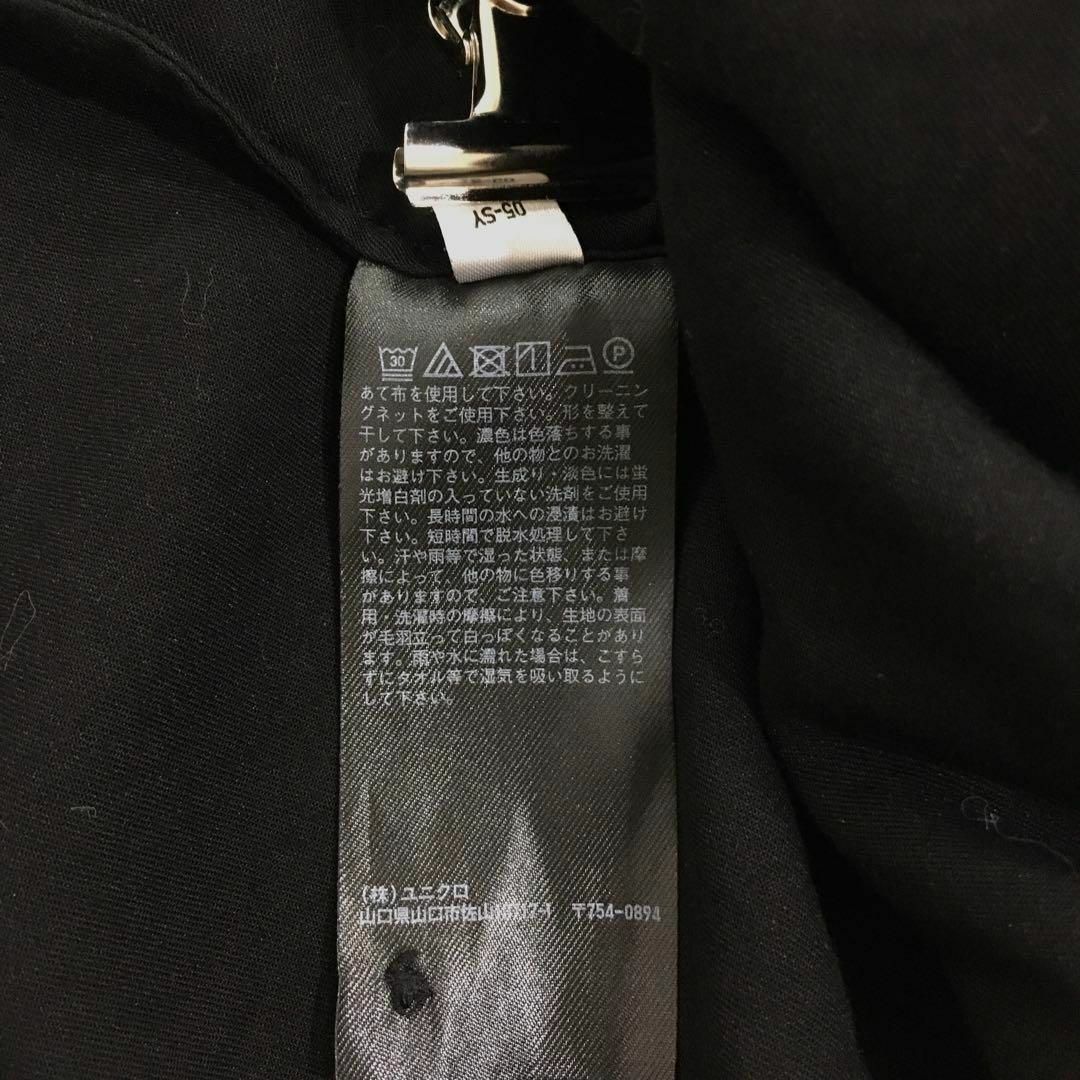 05-SY
30 P
あて布を使用して下さい。クリーニン
グネットをご使用下さい。形を整えて
干して下さい。濃色は色落ちする事
がありますので、他の物とのお洗濯
はお避け下さい。生成り・淡色には蛍
光増白剤の入っていない洗剤をご使用
下さい。長時間の水への浸漬はお避け
下さい。短時間で脱水処理して下さ
い。汗や雨等で湿った状態、または摩
擦によって、他の物に色移りする事
がありますので、ご注意下さい。着
用・洗濯時の摩擦により、生地の表面
が毛羽立って白っぽくなることがあり
ます。雨や水に濡れた場合は、こすら
ずにタオル等で湿気を吸い取るように
して下さい。
(株)ユニクロ
山口県山口市佐山 〒754-0894